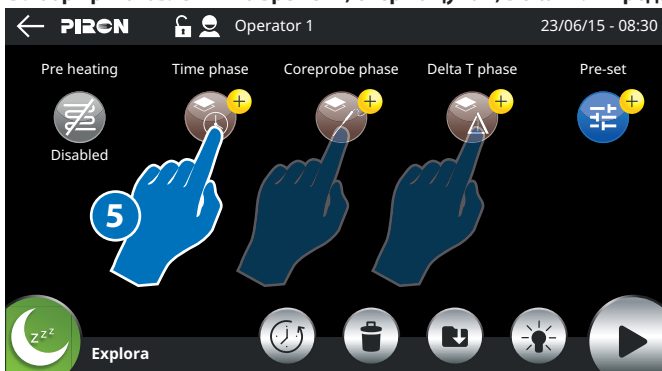 PIRON Operator 1 23/06/15 - 08:30
Pre heating Time phase Coreprobe phase Delta T phase Pre-set
Disabled
5
zzz
Explora